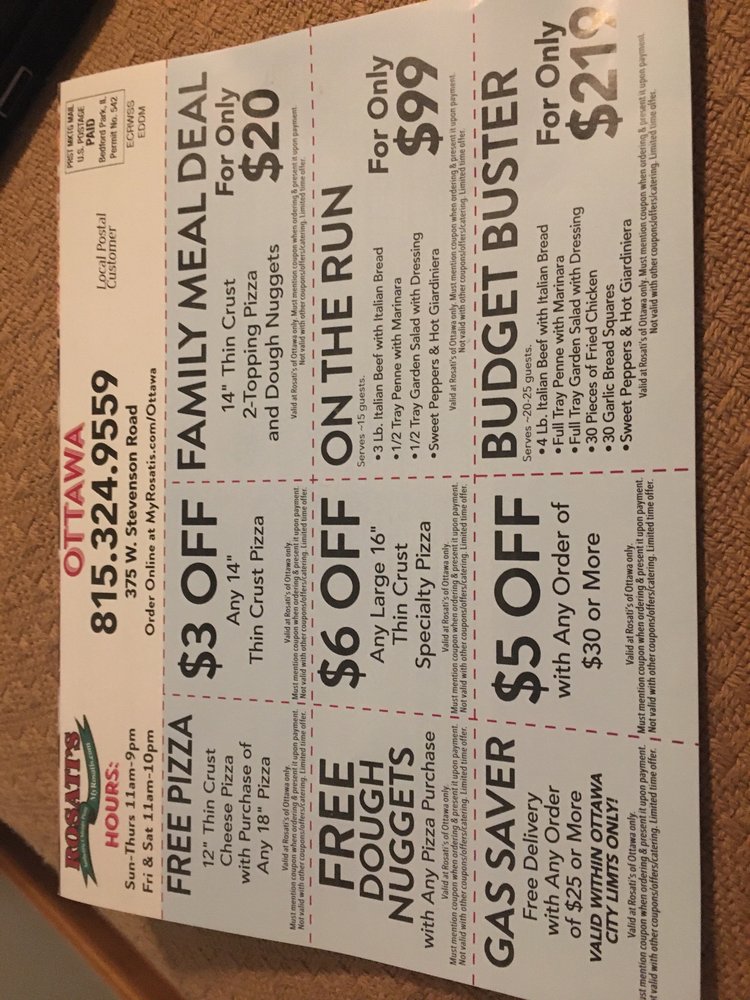 ROSATI'S
MyRosatis.com
HOURS:
Sun-Thurs 11am-9pm
Fri & Sat 11am-10pm
OTTAWA
815.324.9559
375 W. Stevenson Road
Order Online at MyRosatis.com/Ottawa
Local Postal
Customer
PRST MKTG MAIL
U.S. POSTAGE
PAID
Bedford Park, IL
Permit No. 542
ECRWSS
EDDM
FREE PIZZA
12" Thin Crust
Cheese Pizza
with Purchase of
Any 18" Pizza
Valid at Rosati's of Ottawa only.
Must mention coupon when ordering & present it upon payment.
Not valid with other coupons/offers/catering. Limited time offer.
$3 OFF
Any 14"
Thin Crust Pizza
Valid at Rosati's of Ottawa only.
Must mention coupon when ordering & present it upon payment.
Not valid with other coupons/offers/catering. Limited time offer.
FAMILY MEAL DEAL
14" Thin Crust
2-Topping Pizza
and Dough Nuggets
For Only
$20
Valid at Rosati's of Ottawa only. Must mention coupon when ordering & present it upon payment.
Not valid with other coupons/offers/catering. Limited time offer.
FREE
DOUGH
NUGGETS
with Any Pizza Purchase
Valid at Rosati's of Ottawa only.
Must mention coupon when ordering & present it upon payment.
Not valid with other coupons/offers/catering. Limited time offer.
$6 OFF
Any Large 16"
Thin Crust
Specialty Pizza
Valid at Rosati's of Ottawa only.
Must mention coupon when ordering & present it upon payment.
Not valid with other coupons/offers/catering. Limited time offer.
ON THE RUN
Serves ~15 guests.
•3 Lb. Italian Beef with Italian Bread
•1/2 Tray Penne with Marinara
•1/2 Tray Garden Salad with Dressing
•Sweet Peppers & Hot Giardiniera
For Only
$99
Valid at Rosati's of Ottawa only. Must mention coupon when ordering & present it upon payment.
Not valid with other coupons/offers/catering. Limited time offer.
GAS SAVER
Free Delivery
with Any Order
of $25 or More
VALID WITHIN OTTAWA
CITY LIMITS ONLY!
Valid at Rosati's of Ottawa only.
ust mention coupon when ordering & present it upon payment.
t valid with other coupons/offers/catering. Limited time offer.
$5 OFF
with Any Order of
$30 or More
Valid at Rosati's of Ottawa only.
Must mention coupon when ordering & present it upon payment.
Not valid with other coupons/offers/catering. Limited time offer.
BUDGET BUSTER
Serves ~20-25 guests.
•4 Lb. Italian Beef with Italian Bread
•Full Tray Penne with Marinara
•Full Tray Garden Salad with Dressing
•30 Pieces of Fried Chicken
•30 Garlic Bread Squares
•Sweet Peppers & Hot Giardiniera
For Only
$219
Valid at Rosati's of Ottawa only. Must mention coupon when ordering & present it upon payment.
Not valid with other coupons/offers/catering. Limited time offer.